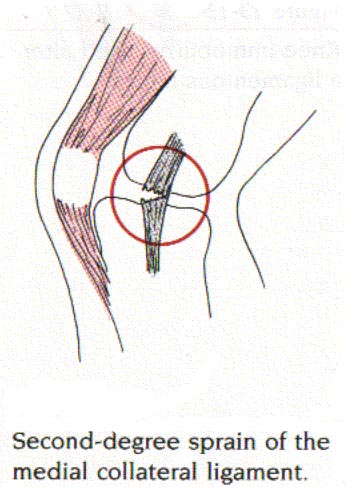 Second-degree sprain of the
medial collateral ligament.